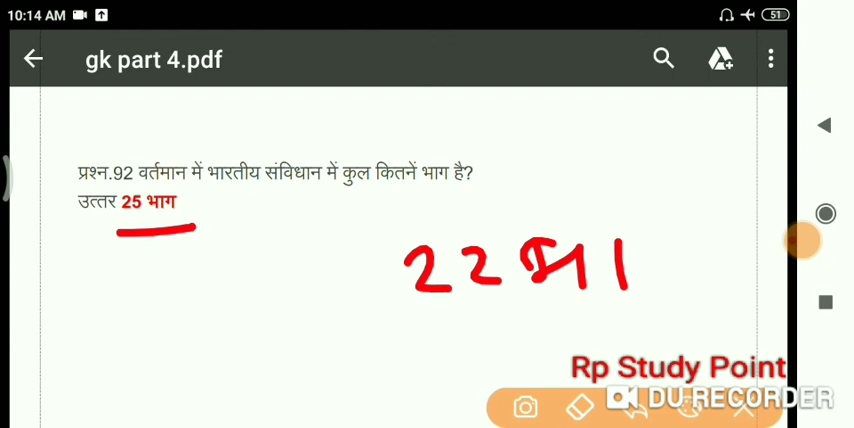 10:14 AM
51
gk part 4.pdf
प्रश्न.92 वर्तमान में भारतीय संविधान में कुल कितनें भाग है?
उत्तर 25 भाग
22 भा
Rp Study Point
DU RECORDER